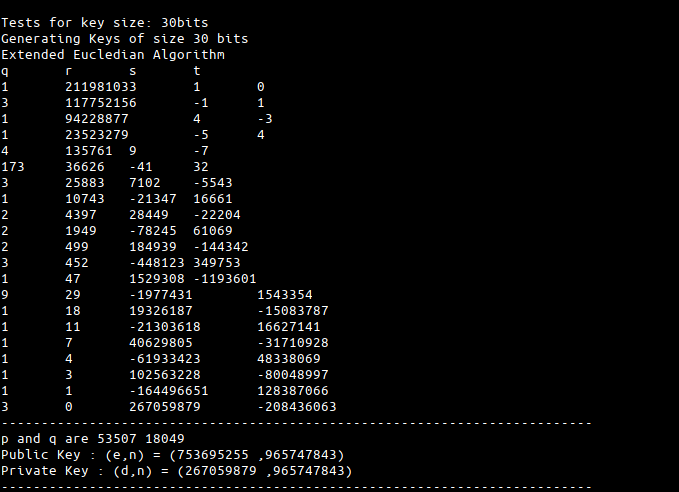 Tests for key size: 30bits
Generating Keys of size 30 bits
Extended Eucledian Algorithm
q r s t
1 211981033 1 0
3 117752156 -1 1
1 94228877 4 -3
1 23523279 -5 4
4 135761 9 -7
173 36626 -41 32
3 25883 7102 -5543
1 10743 -21347 16661
2 4397 28449 -22204
2 1949 -78245 61069
2 499 184939 -144342
3 452 -448123 349753
1 47 1529308 -1193601
9 29 -1977431 1543354
1 18 19326187 -15083787
1 11 -21303618 16627141
1 7 40629805 -31710928
1 4 -61933423 48338069
1 3 102563228 -80048997
1 1 -164496651 128387066
3 0 267059879 -208436063
--------------------------------------------------------------------------
p and q are 53507 18049
Public Key : (e,n) = (753695255 ,965747843)
Private Key : (d,n) = (267059879 ,965747843)
--------------------------------------------------------------------------